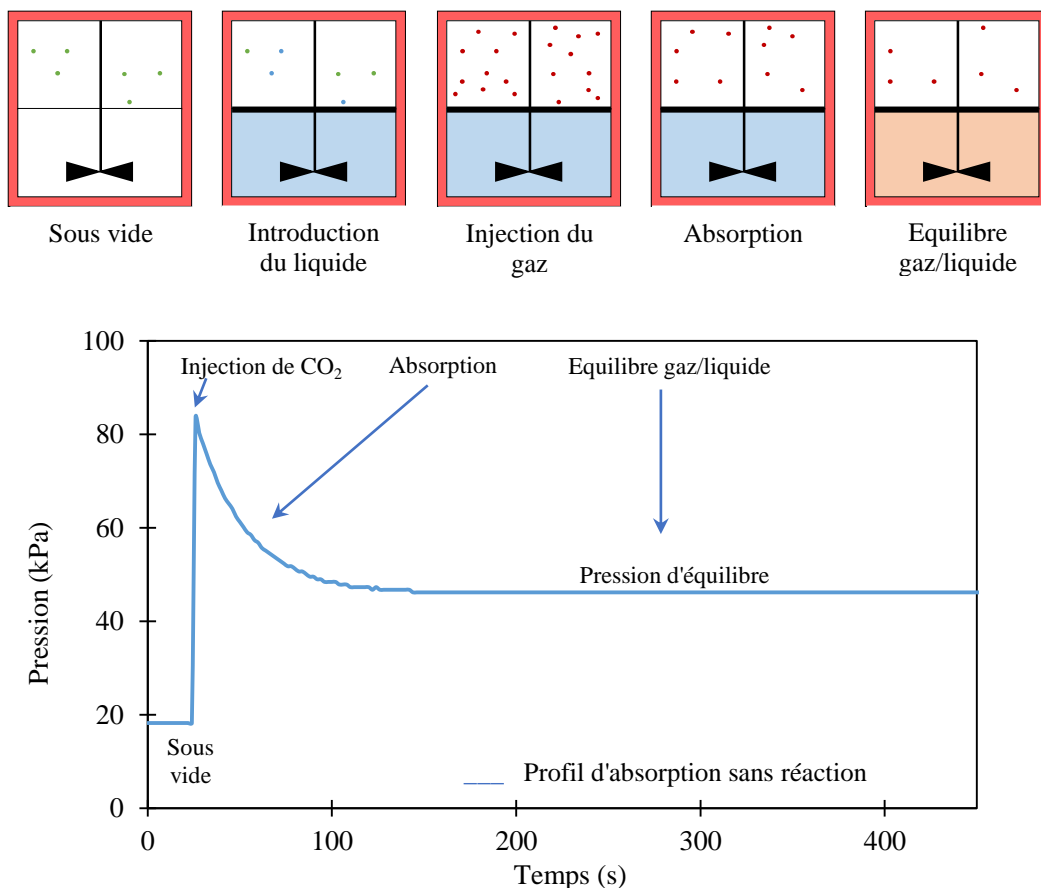 Sous vide
Introduction
du liquide
Injection du
gaz
Absorption
Equilibre
gaz/liquide
100
80
60
40
20
0
Pression (kPa)
Injection de CO₂
Absorption
Equilibre gaz/liquide
Pression d'équilibre
Sous
vide
Profil d'absorption sans réaction
0
100
200
300
400
Temps (s)